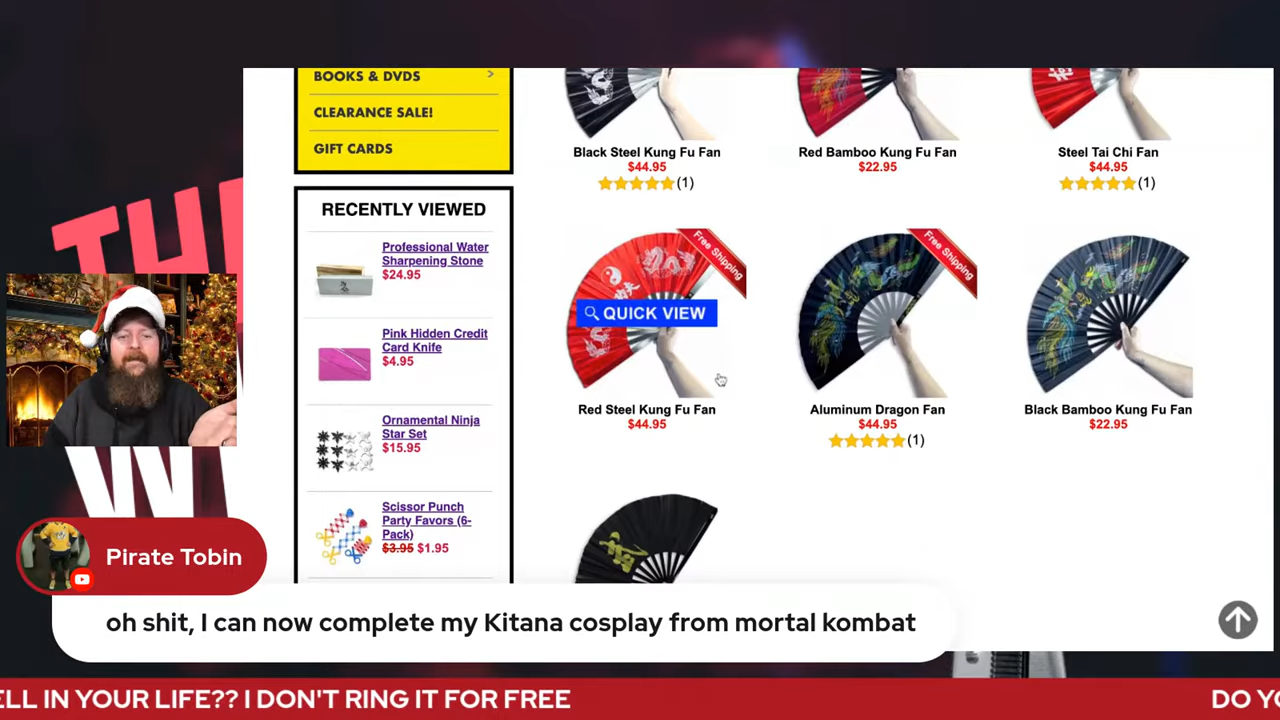 BOOKS & DVDS >
CLEARANCE SALE!
GIFT CARDS
RECENTLY VIEWED
Professional Water
Sharpening Stone
$24.95
Pink Hidden Credit
Card Knife
$4.95
Ornamental Ninja
Star Set
$15.95
Scissor Punch
Party Favors (6-
Pack)
$3.95 $1.95
Black Steel Kung Fu Fan
$44.95
(1)
Red Bamboo Kung Fu Fan
$22.95
Steel Tai Chi Fan
$44.95
(1)
Free Shipping
QUICK VIEW
Red Steel Kung Fu Fan
$44.95
Free Shipping
Aluminum Dragon Fan
$44.95
(1)
Black Bamboo Kung Fu Fan
$22.95
TH
W
Pirate Tobin
oh shit, I can now complete my Kitana cosplay from mortal kombat
ELL IN YOUR LIFE?? I DON'T RING IT FOR FREE
DO YO